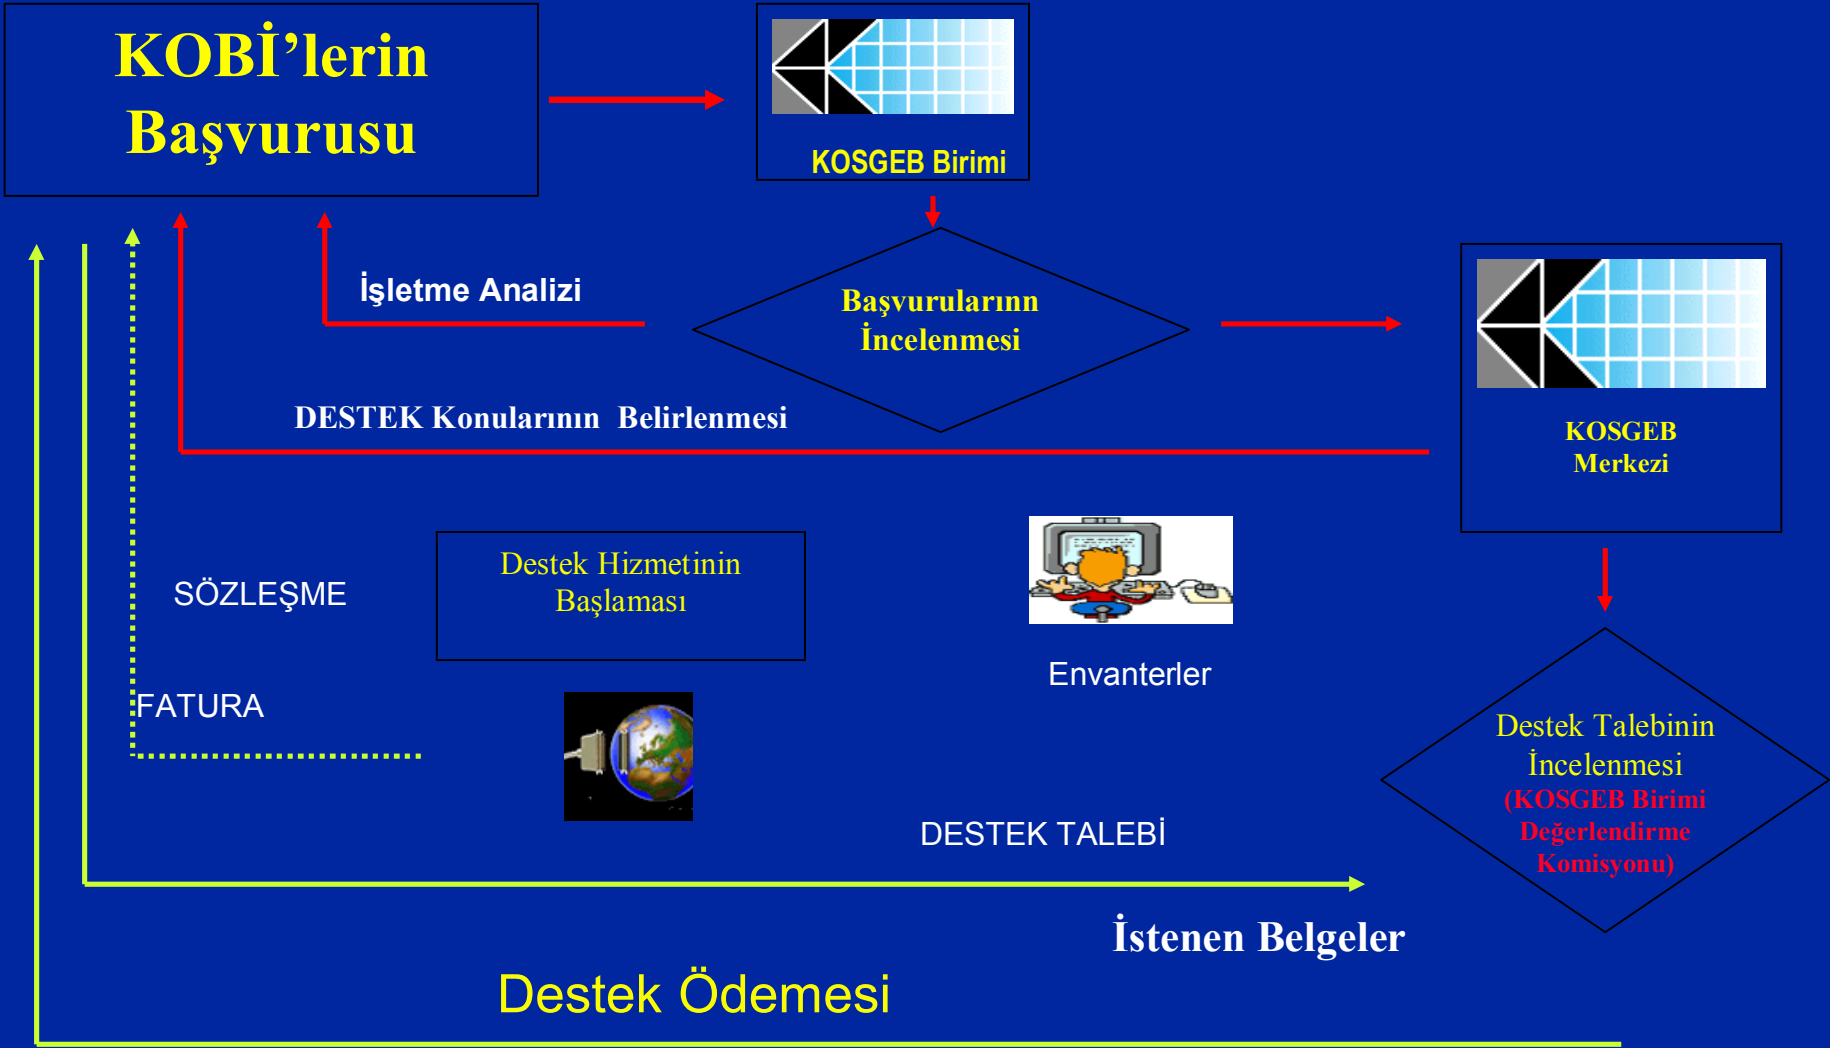 KOBİ’lerin
Başvurusu
KOSGEB Birimi
İşletme Analizi
Başvurularınn
İncelenmesi
DESTEK Konularının  Belirlenmesi
KOSGEB
Merkezi
SÖZLEŞME
Destek Hizmetinin
Başlaması
Envanterler
FATURA
Destek Talebinin
İncelenmesi
(KOSGEB Birimi
Değerlendirme
Komisyonu)
DESTEK TALEBİ
İstenen Belgeler
Destek Ödemesi